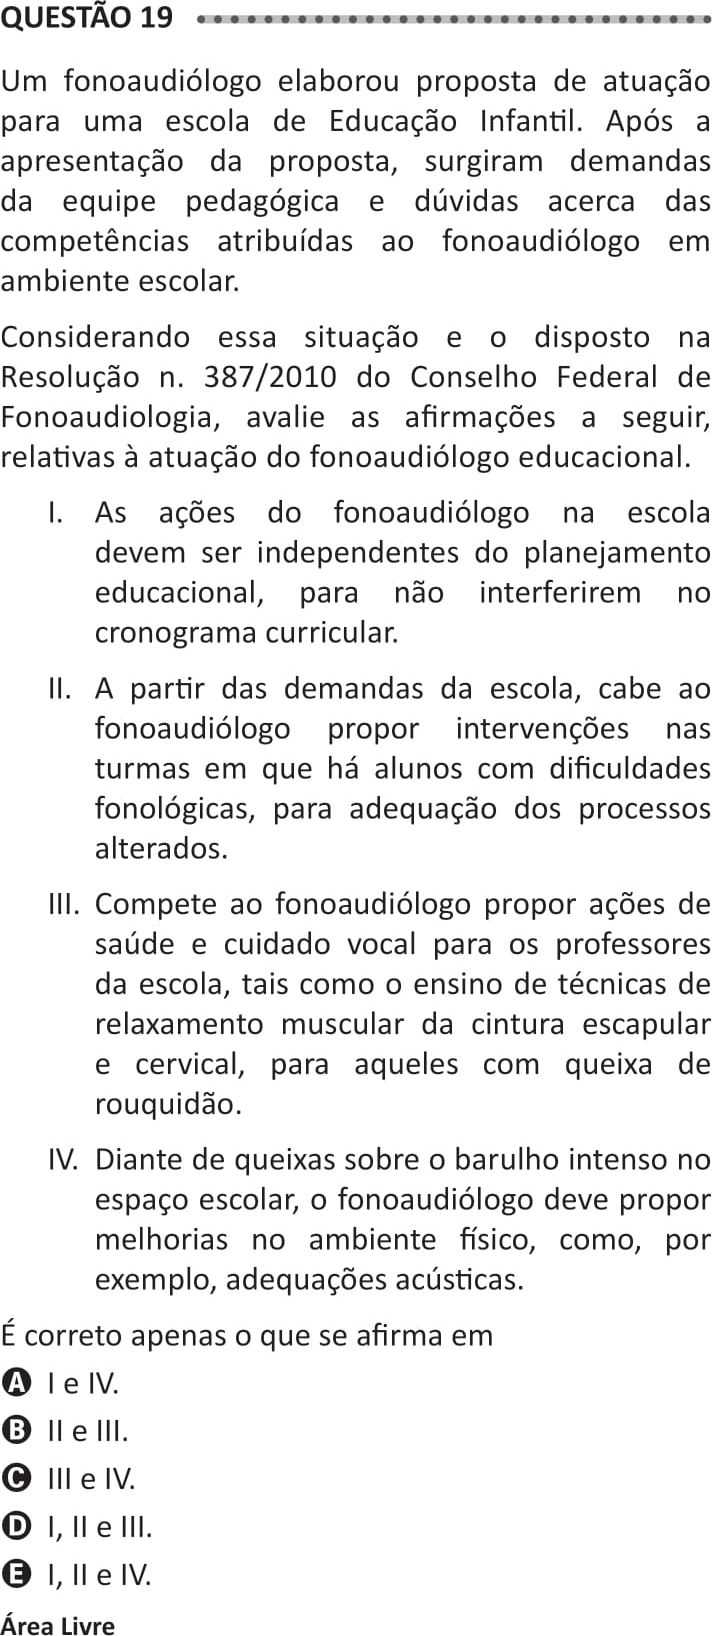 QUESTÃO 19
Um fonoaudiólogo elaborou proposta de atuação
para uma escola de Educação Infantil. Após a
apresentação da proposta, surgiram demandas
da equipe pedagógica e dúvidas acerca das
competências atribuídas ao fonoaudiólogo em
ambiente escolar.
Considerando essa situação e o disposto na
Resolução n. 387/2010 do Conselho Federal de
Fonoaudiologia, avalie as afirmações a seguir,
relativas à atuação do fonoaudiólogo educacional.
I. As ações do fonoaudiólogo na escola
devem ser independentes do planejamento
educacional, para não interferirem no
cronograma curricular.
II. A partir das demandas da escola, cabe ao
fonoaudiólogo propor intervenções nas
turmas em que há alunos com dificuldades
fonológicas, para adequação dos processos
alterados.
III. Compete ao fonoaudiólogo propor ações de
saúde e cuidado vocal para os professores
da escola, tais como o ensino de técnicas de
relaxamento muscular da cintura escapular
e cervical, para aqueles com queixa de
rouquidão.
IV. Diante de queixas sobre o barulho intenso no
espaço escolar, o fonoaudiólogo deve propor
melhorias no ambiente físico, como, por
exemplo, adequações acústicas.
É correto apenas o que se afirma em
A I e IV.
B II e III.
C III e IV.
D I, II e III.
E I, II e IV.
Área Livre